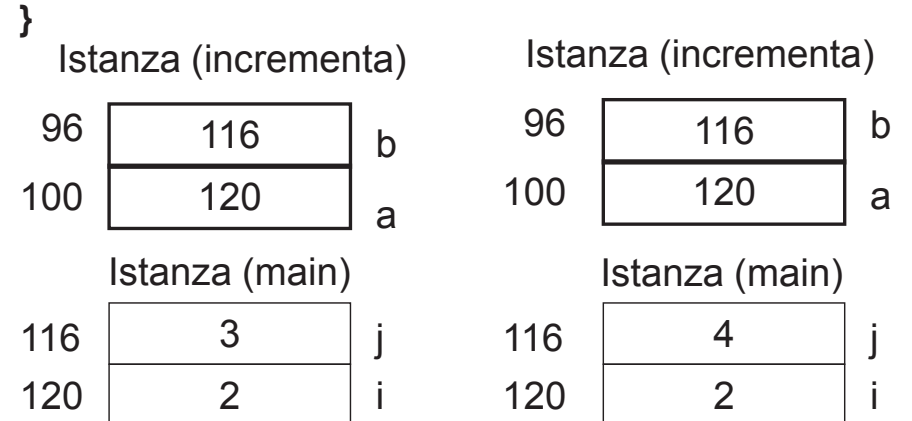 }
Istanza (incrementa) Istanza (incrementa)
96 116 b 96 116 b
100 120 a 100 120 a
Istanza (main) Istanza (main)
116 3 j 116 4 j
120 2 i 120 2 i